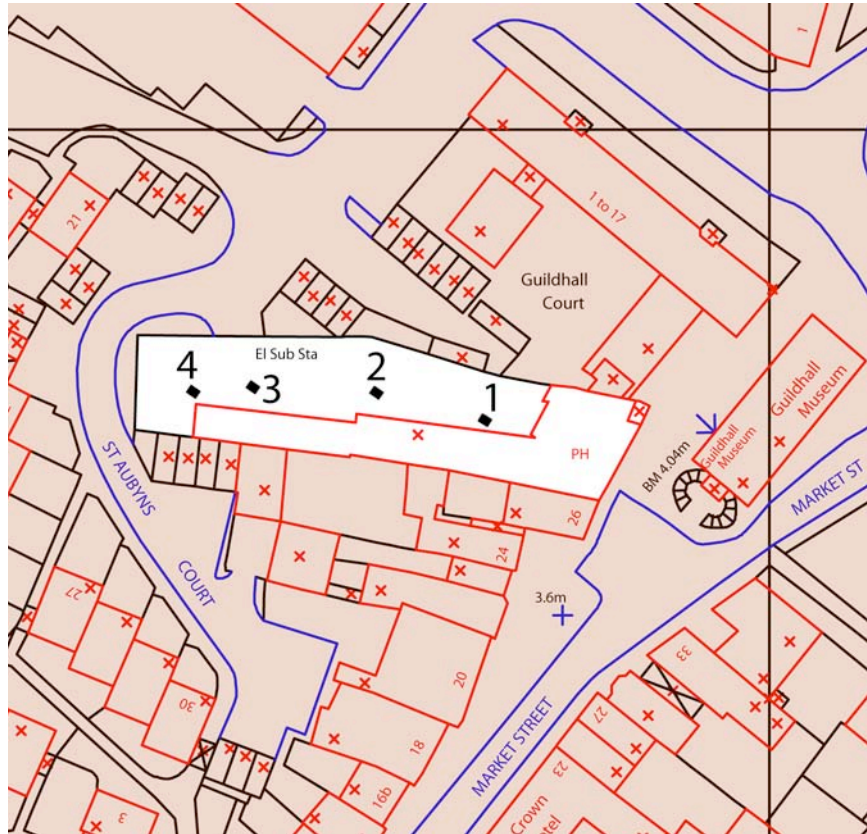 1
1 to 17
21
Guildhall
Court
El Sub Sta
4
3
2
1
Guildhall
Museum
Guildhall
Museum
PH
BM 4.04m
MARKET ST
ST AUBYNS
COURT
26
24
27
3.6m
33
20
30
27
18
MARKET STREET
23
16b
3
Crown